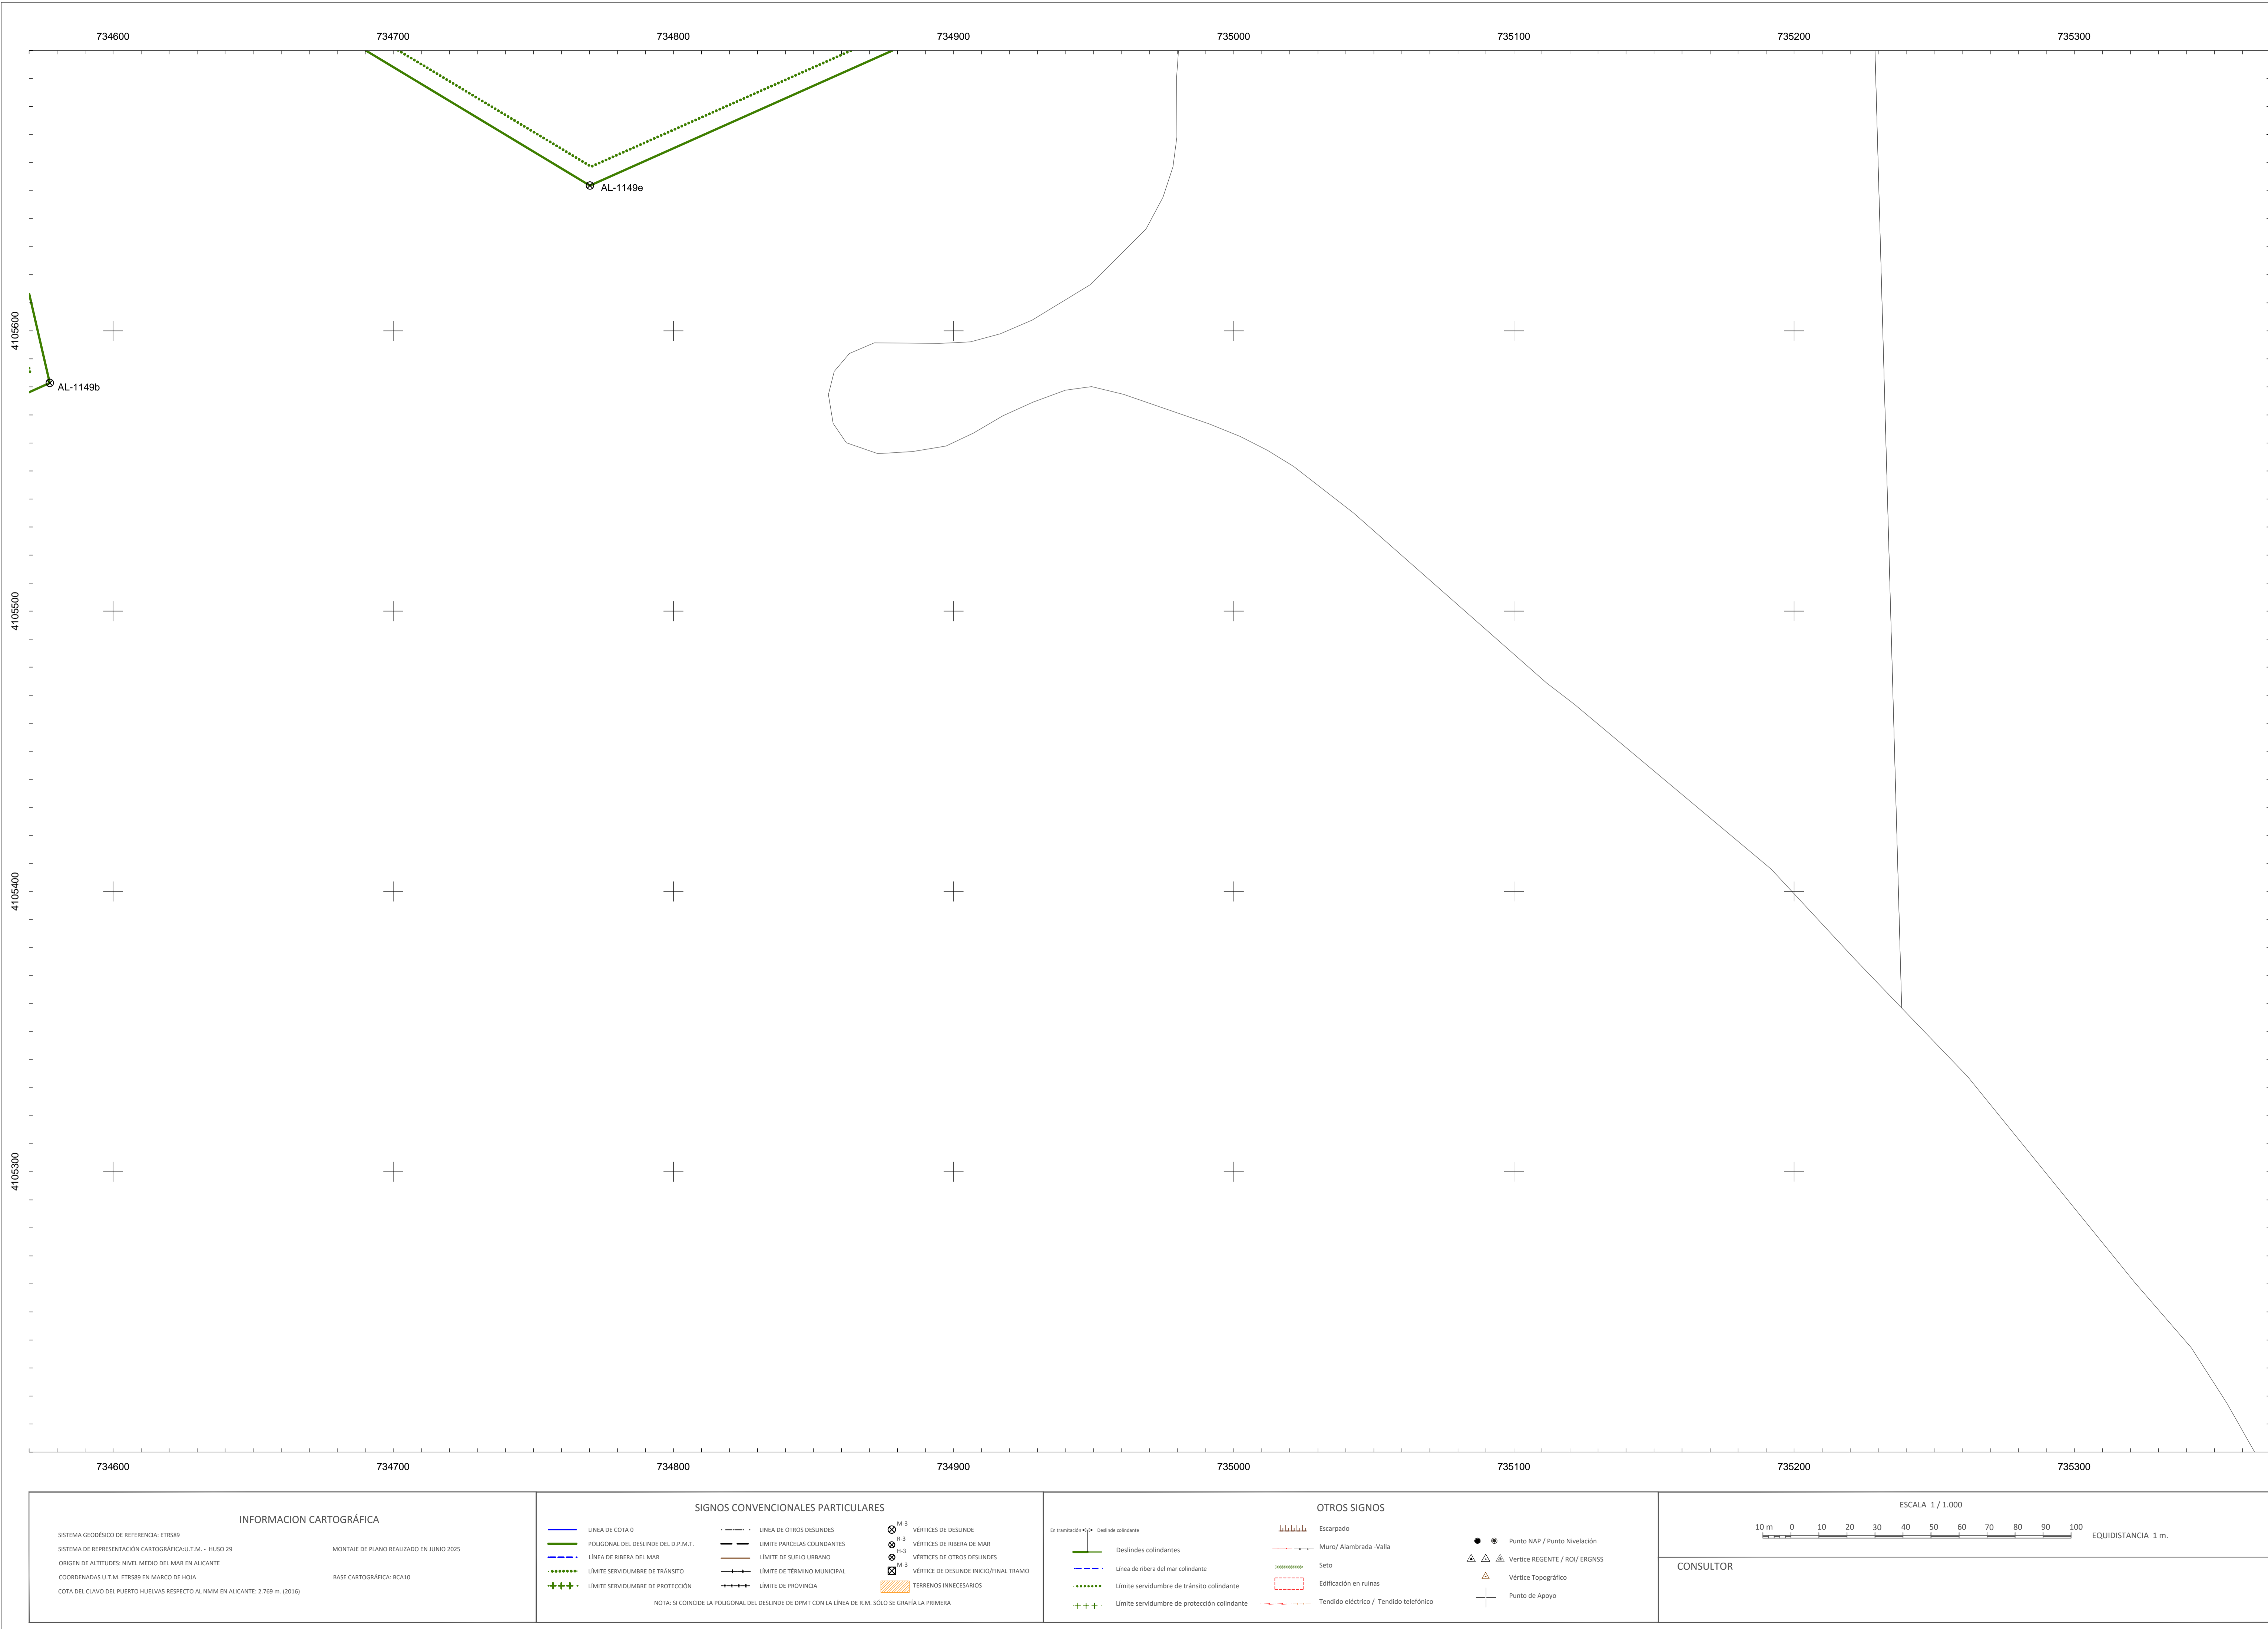 734600 734700 734800 734900 735000 735100 735200 735300
AL-1149e
4105600
AL-1149b
4105500
4105400
4105300
734600 734700 734800 734900 735000 735100 735200 735300
INFORMACION CARTOGRÁFICA
SISTEMA GEODÉSICO DE REFERENCIA: ETRS89
SISTEMA DE REPRESENTACIÓN CARTOGRÁFICA:U.T.M. - HUSO 29
MONTAJE DE PLANO REALIZADO EN JUNIO 2025
ORIGEN DE ALTITUDES: NIVEL MEDIO DEL MAR EN ALICANTE
COORDENADAS U.T.M. ETRS89 EN MARCO DE HOJA
BASE CARTOGRÁFICA: BCA10
COTA DEL CLAVO DEL PUERTO HUELVAS RESPECTO AL NMM EN ALICANTE: 2.769 m. (2016)
SIGNOS CONVENCIONALES PARTICULARES
LINEA DE COTA 0
POLIGONAL DEL DESLINDE DEL D.P.M.T.
LÍNEA DE RIBERA DEL MAR
LÍMITE SERVIDUMBRE DE TRÁNSITO
LÍMITE SERVIDUMBRE DE PROTECCIÓN
LINEA DE OTROS DESLINDES
LIMITE PARCELAS COLINDANTES
LÍMITE DE SUELO URBANO
LÍMITE DE TÉRMINO MUNICIPAL
LÍMITE DE PROVINCIA
M-3
VÉRTICES DE DESLINDE
R-3
VÉRTICES DE RIBERA DE MAR
H-3
VÉRTICES DE OTROS DESLINDES
M-3
VÉRTICE DE DESLINDE INICIO/FINAL TRAMO
TERRENOS INNECESARIOS
NOTA: SI COINCIDE LA POLIGONAL DEL DESLINDE DE DPMT CON LA LÍNEA DE R.M. SÓLO SE GRAFÍA LA PRIMERA
OTROS SIGNOS
En tramitación Deslinde colindante
Deslindes colindantes
Línea de ribera del mar colindante
Límite servidumbre de tránsito colindante
Límite servidumbre de protección colindante
Escarpado
Muro/ Alambrada -Valla
Seto
Edificación en ruinas
Tendido eléctrico / Tendido telefónico
Punto NAP / Punto Nivelación
Vertice REGENTE / ROI/ ERGNSS
Vértice Topográfico
Punto de Apoyo
ESCALA 1 / 1.000
10 m 0 10 20 30 40 50 60 70 80 90 100
EQUIDISTANCIA 1 m.
CONSULTOR